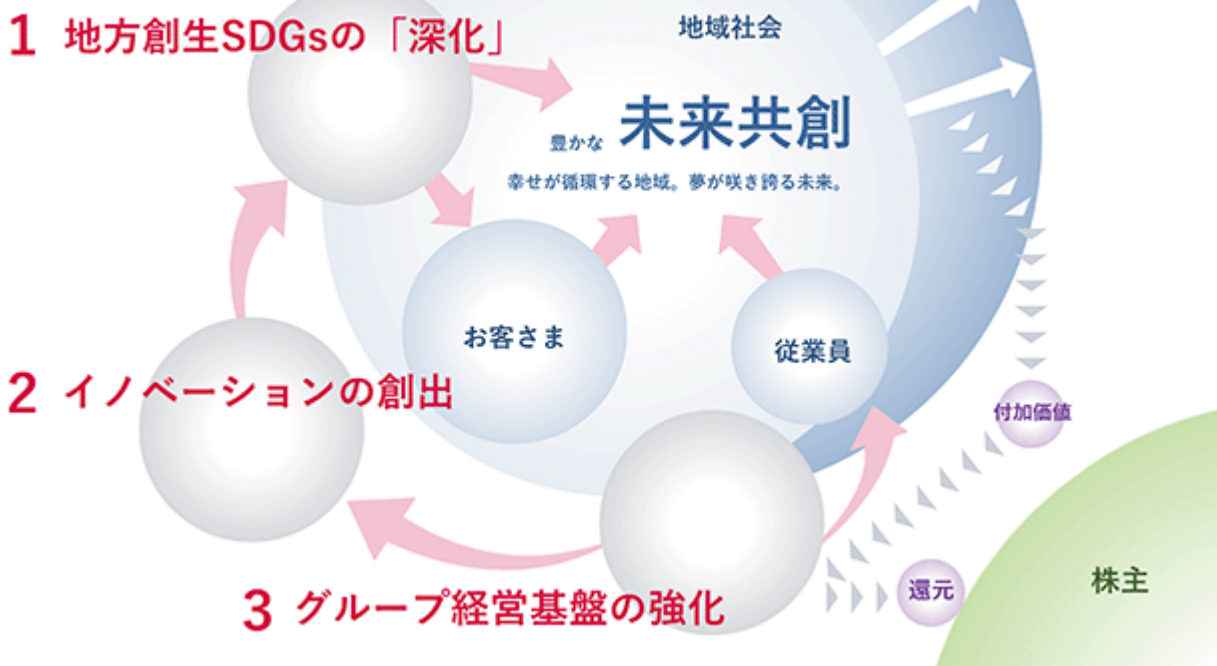 1 地方創生SDGsの「深化」
地域社会
豊かな 未来共創
幸せが循環する地域。夢が咲き誇る未来。
お客さま
従業員
2 イノベーションの創出
付加価値
還元
株主
3 グループ経営基盤の強化